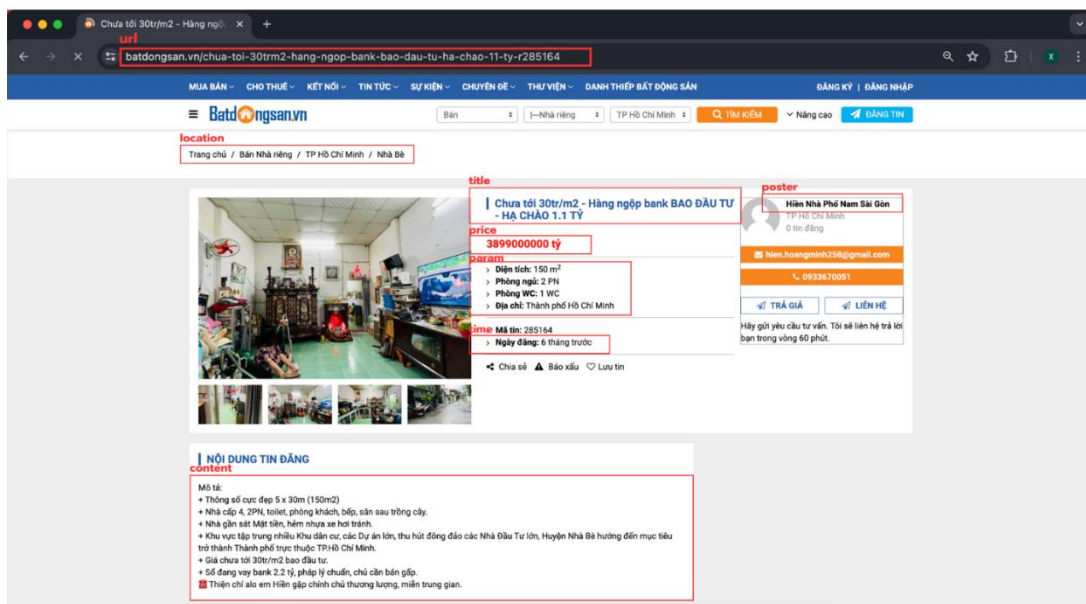 Chưa tới 30tr/m2 - Hàng ngộ
url
batdongsan.vn/chua-toi-30trm2-hang-ngop-bank-bao-dau-tu-ha-chao-11-ty-r285164
X
MUA BÁN CHO THUÊ KẾT NỐI TIN TỨC SỰ KIỆN CHUYÊN ĐỀ THƯ VIỆN DANH THIẾP BẤT ĐỘNG SẢN ĐĂNG KÝ | ĐĂNG NHẬP
Batdongsan.vn Bán |—Nhà riêng TP Hồ Chí Minh TÌM KIẾM Nâng cao ĐĂNG TIN
location
Trang chủ / Bán Nhà riêng / TP Hồ Chí Minh / Nhà Bè
title
Chưa tới 30tr/m2 - Hàng ngộp bank BAO ĐẦU TƯ
- HẠ CHÀO 1.1 TỶ
price
3899000000 tỷ
param
› Diện tích: 150 m²
› Phòng ngủ: 2 PN
› Phòng WC: 1 WC
› Địa chỉ: Thành phố Hồ Chí Minh
time
Mã tin: 285164
› Ngày đăng: 6 tháng trước
Chia sẻ Báo xấu Lưu tin
poster
Hiền Nhà Phố Nam Sài Gòn
TP Hồ Chí Minh
0 tin đăng
hien.hoangminh258@gmail.com
0933670051
TRẢ GIÁ LIÊN HỆ
Hãy gửi yêu cầu tư vấn. Tôi sẽ liên hệ trả lời
bạn trong vòng 60 phút.
NỘI DUNG TIN ĐĂNG
content
Mô tả:
+ Thông số cực đẹp 5 x 30m (150m2)
+ Nhà cấp 4, 2PN, toilet, phòng khách, bếp, sân sau trồng cây.
+ Nhà gần sát Mặt tiền, hẻm nhựa xe hơi tránh.
+ Khu vực tập trung nhiều Khu dân cư, các Dự án lớn, thu hút đông đảo các Nhà Đầu Tư lớn, Huyện Nhà Bè hướng đến mục tiêu
trở thành Thành phố trực thuộc TP.Hồ Chí Minh.
+ Giá chưa tới 30tr/m2 bao đầu tư.
+ Sổ đang vay bank 2.2 tỷ, pháp lý chuẩn, chủ cần bán gấp.
Thiện chí alo em Hiền gặp chính chủ thương lượng, miễn trung gian.